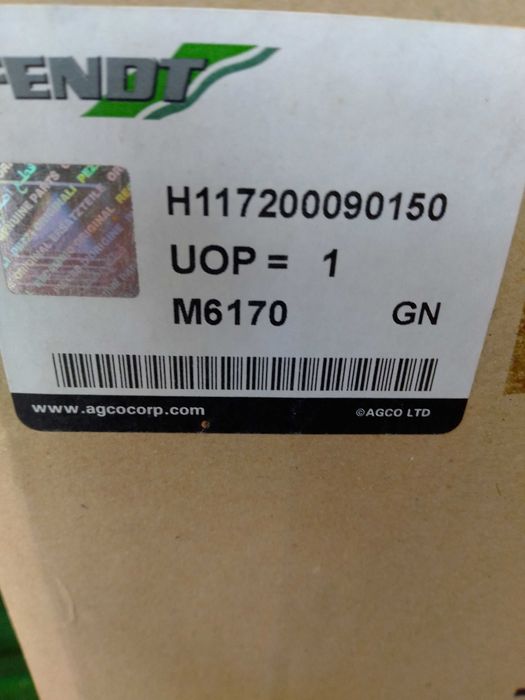 FENDT
H117200090150
UOP = 1
M6170 GN
www.agcocorp.com ©AGCO LTD